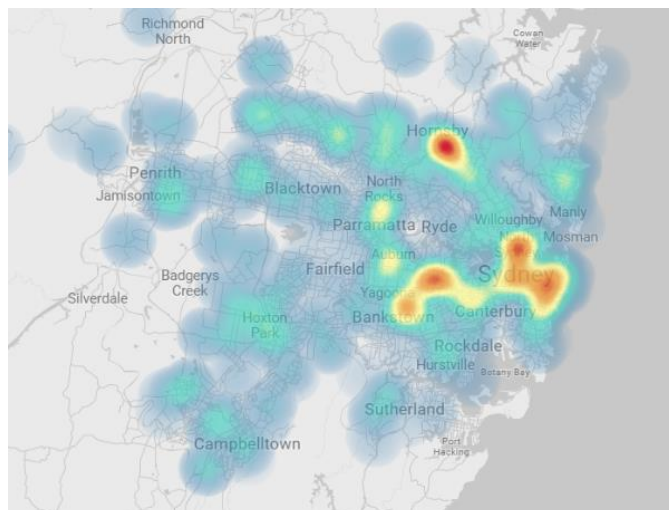 Richmond
North
Cowan
Water
Hornsby
Penrith
Jamisontown
Blacktown
North
Rocks
Parramatta
Ryde
Willoughby
Manly
Mosman
Auburn
Fairfield
Sydney
Badgerys
Creek
Silverdale
Yagoona
Hoxton
Park
Bankstown
Canterbury
Rockdale
Hurstville
Botany Bay
Sutherland
Campbelltown
Port
Hacking